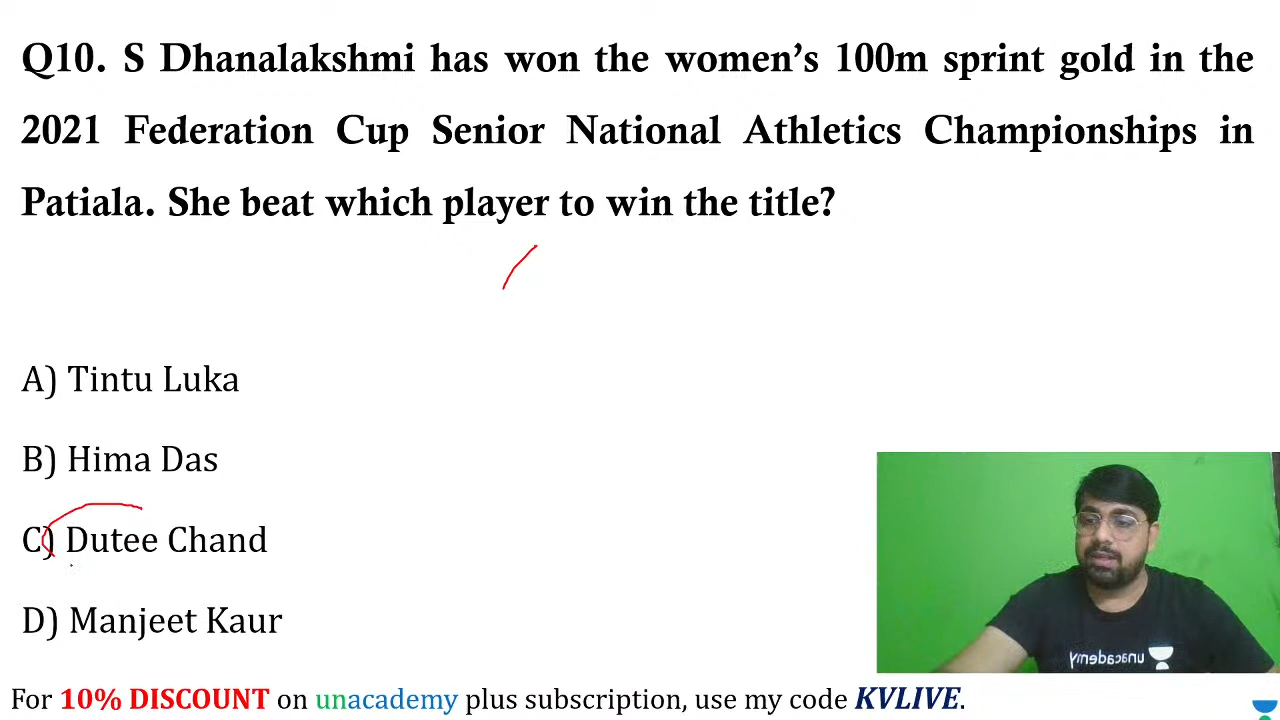 Q10. S Dhanalakshmi has won the women’s 100m sprint gold in the
2021 Federation Cup Senior National Athletics Championships in
Patiala. She beat which player to win the title?
A) Tintu Luka
B) Hima Das
C) Dutee Chand
D) Manjeet Kaur
unacademy
For 10% DISCOUNT on unacademy plus subscription, use my code KVLIVE.